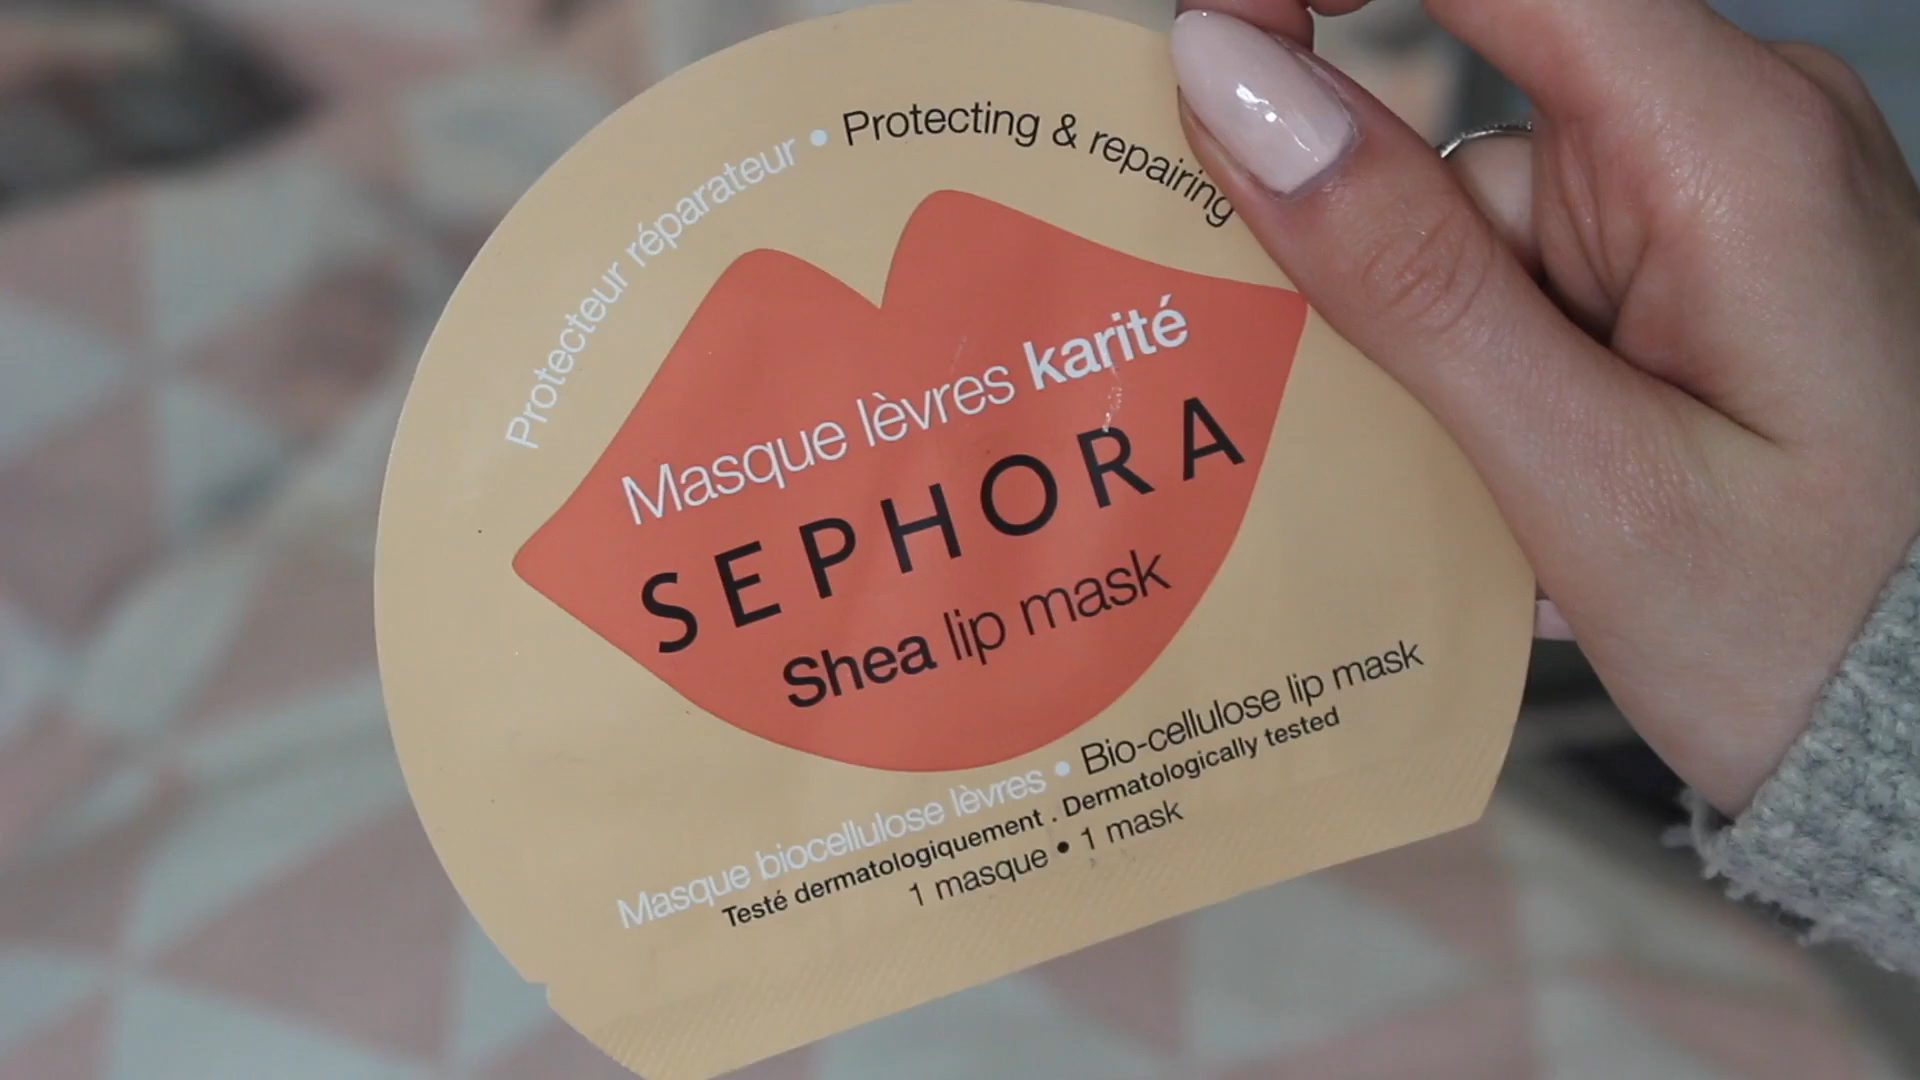 Protecteur réparateur • Protecting & repairing
Masque lèvres karité
SEPHORA
Shea lip mask
Masque biocellulose lèvres • Bio-cellulose lip mask
Testé dermatologiquement . Dermatologically tested
1 masque • 1 mask